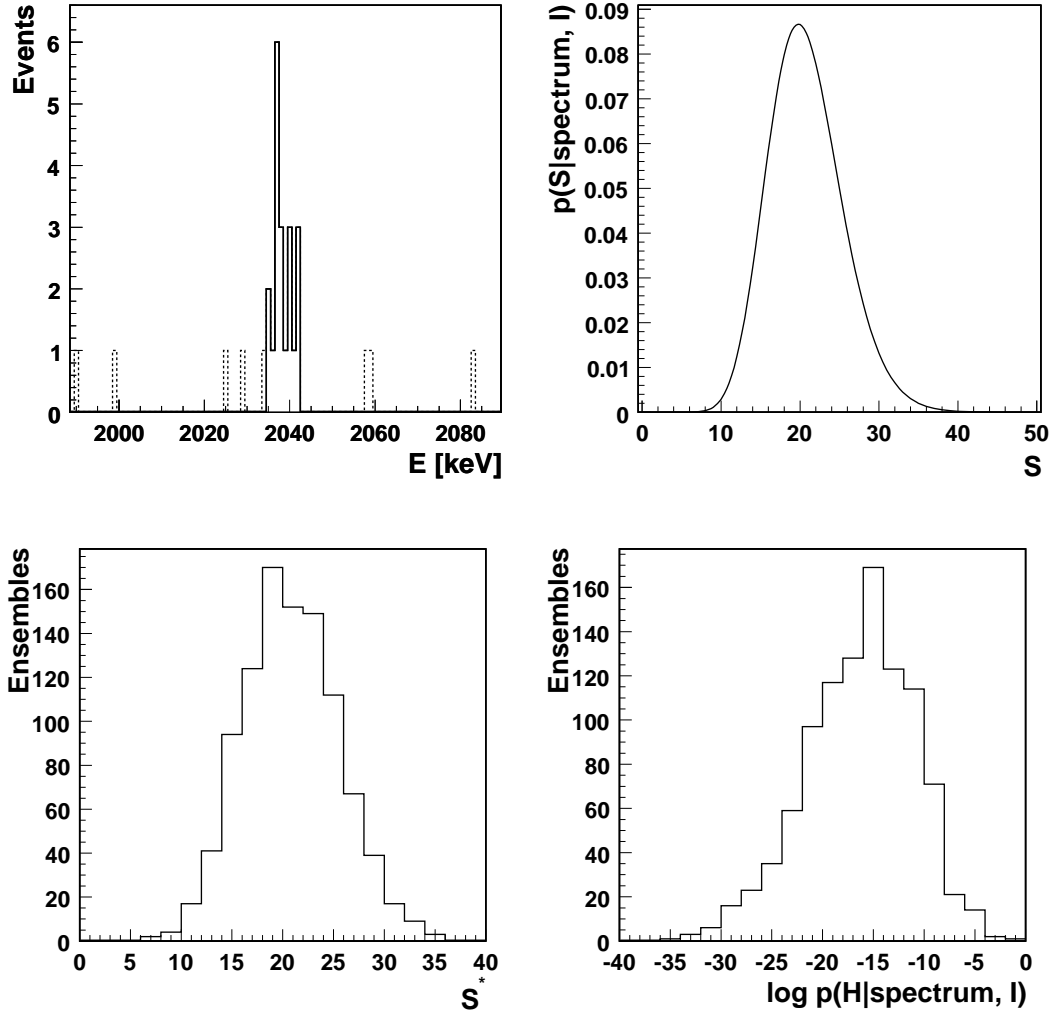 Events
6
5
4
3
2
1
0
2000 2020 2040 2060 2080
E [keV]
p(S|spectrum, I)
0.09
0.08
0.07
0.06
0.05
0.04
0.03
0.02
0.01
0
0 10 20 30 40 50
S
Ensembles
160
140
120
100
80
60
40
20
0
0 5 10 15 20 25 30 35 40
S*
Ensembles
160
140
120
100
80
60
40
20
0
-40 -35 -30 -25 -20 -15 -10 -5 0
log p(H|spectrum, I)